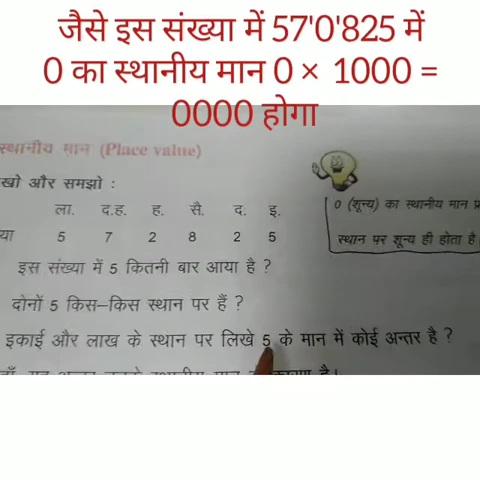 जैसे इस संख्या में 57'0'825 में
0 का स्थानीय मान 0 × 1000 =
0000 होगा
स्थानीय मान (Place value)
खो और समझो :
ला. द.ह. ह. सै. द. इ.
या 5 7 2 8 2 5
0 (शून्य) का स्थानीय मान प्र
स्थान पर शून्य ही होता है
इस संख्या में 5 कितनी बार आया है ?
दोनों 5 किस–किस स्थान पर हैं ?
इकाई और लाख के स्थान पर लिखे 5 के मान में कोई अन्तर है ?